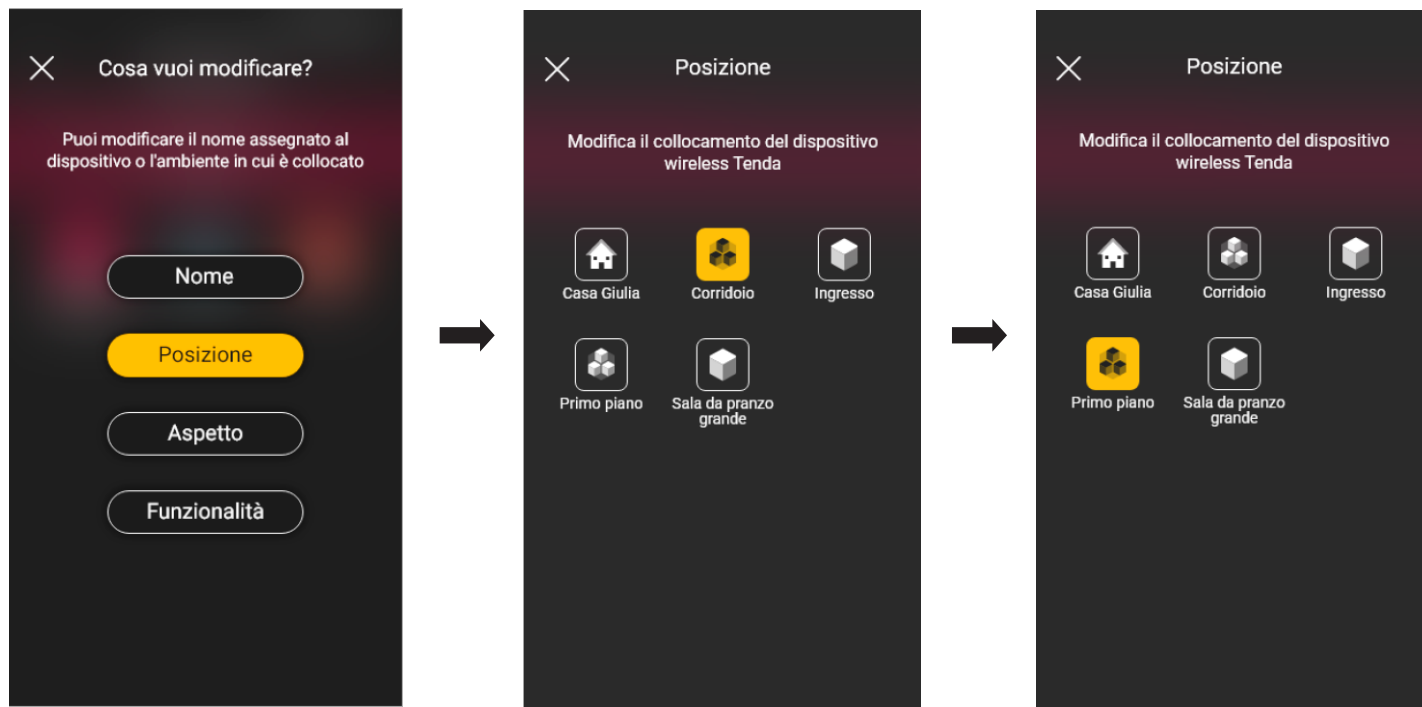 Cosa vuoi modificare?
Puoi modificare il nome assegnato al
dispositivo o l'ambiente in cui è collocato
Nome
Posizione
Aspetto
Funzionalità
Posizione
Modifica il collocamento del dispositivo
wireless Tenda
Casa Giulia
Corridoio
Ingresso
Primo piano
Sala da pranzo
grande
Posizione
Modifica il collocamento del dispositivo
wireless Tenda
Casa Giulia
Corridoio
Ingresso
Primo piano
Sala da pranzo
grande